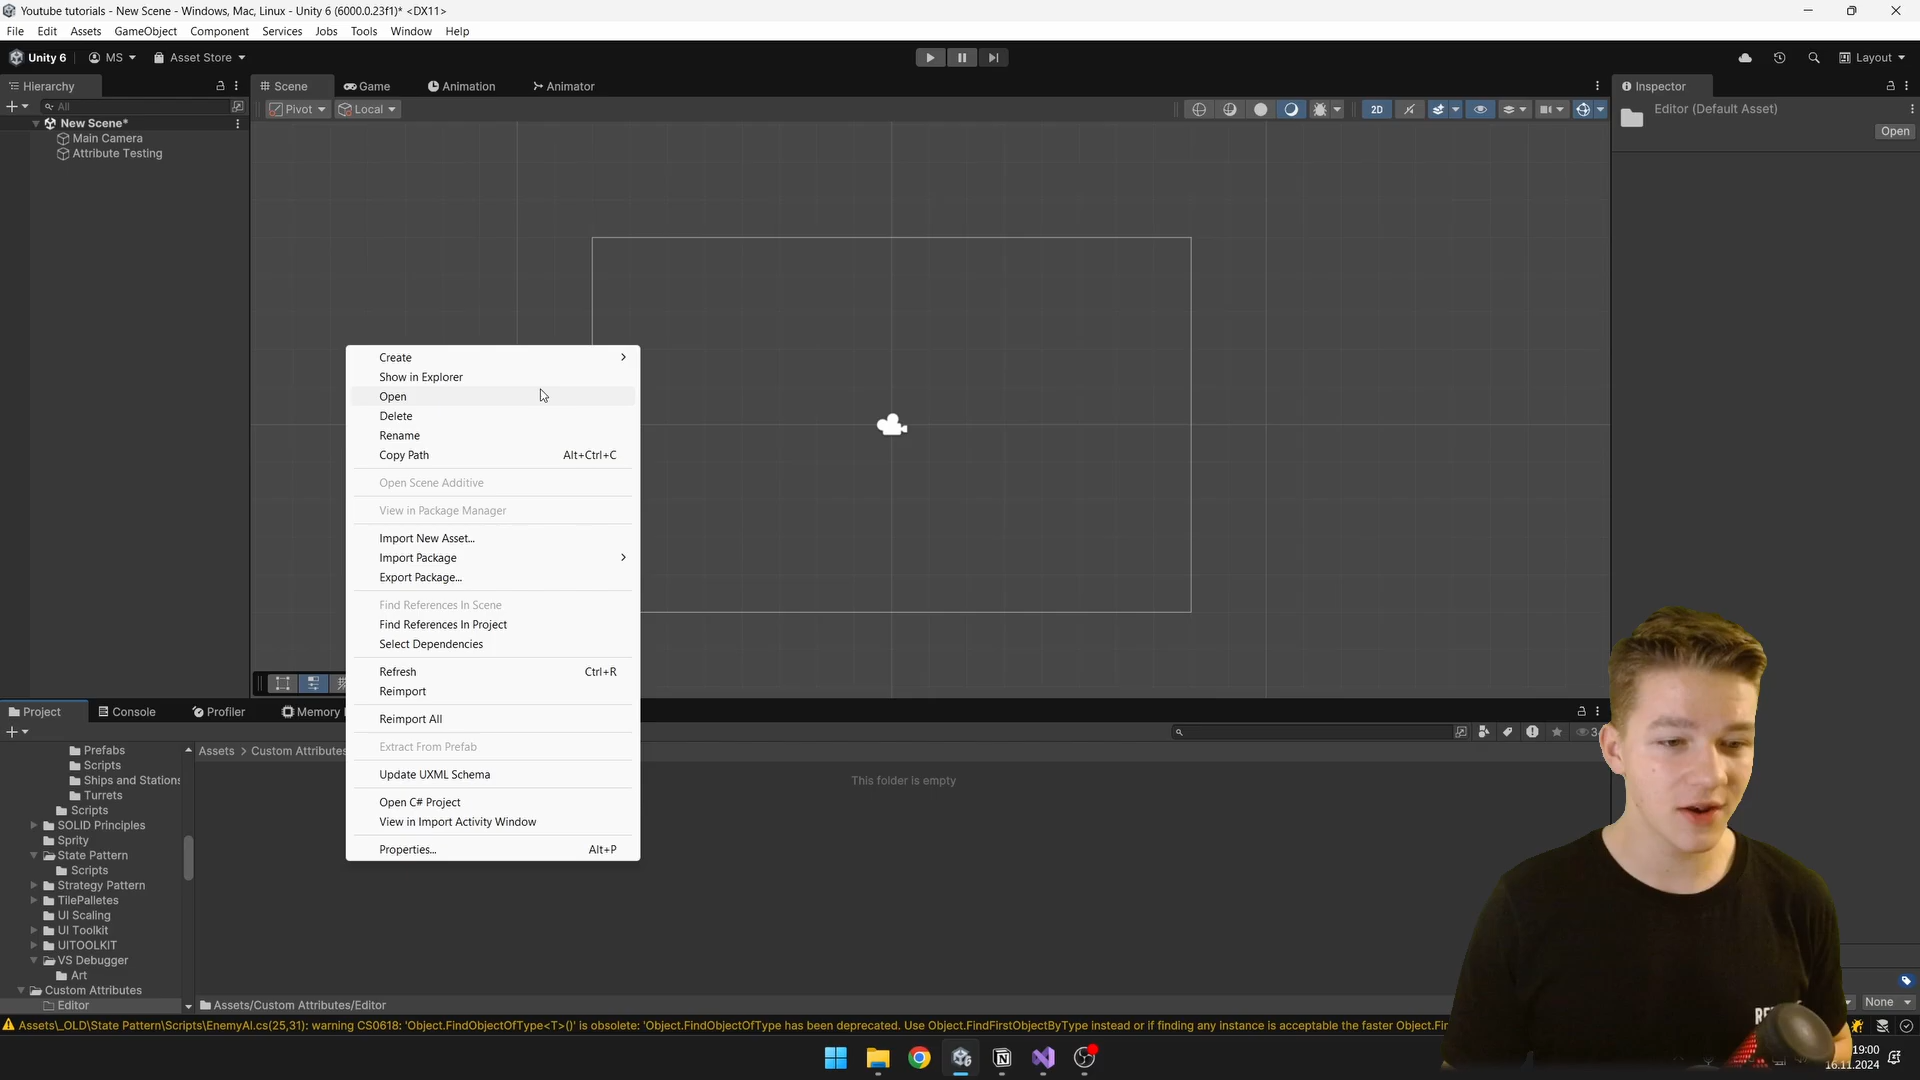 Youtube tutorials - New Scene - Windows, Mac, Linux - Unity 6 (6000.0.23f1)* <DX11>
File Edit Assets GameObject Component Services Jobs Tools Window Help
Unity 6 MS Asset Store Layout
Hierarchy Scene Game Animation Animator Inspector
All Pivot Local 2D Editor (Default Asset)
New Scene*
Open
Main Camera
Attribute Testing
Create
Show in Explorer
Open
Delete
Rename
Copy Path Alt+Ctrl+C
Open Scene Additive
View in Package Manager
Import New Asset...
Import Package
Export Package...
Find References In Scene
Find References In Project
Select Dependencies
Refresh Ctrl+R
Reimport
Reimport All
Extract From Prefab
Update UXML Schema
Open C# Project
View in Import Activity Window
Properties... Alt+P
Project Console Profiler Memory
3
Assets > Custom Attributes
This folder is empty
Prefabs
Scripts
Ships and Stations
Turrets
Scripts
SOLID Principles
Sprity
State Pattern
Scripts
Strategy Pattern
TilePalletes
UI Scaling
UI Toolkit
UITOOLKIT
VS Debugger
Art
Custom Attributes
Editor
Assets/Custom Attributes/Editor
None
Assets\_OLD\State Pattern\Scripts\EnemyAI.cs(25,31): warning CS0618: 'Object.FindObjectOfType<T>()' is obsolete: 'Object.FindObjectOfType has been deprecated. Use Object.FindFirstObjectByType instead or if finding any instance is acceptable the faster Object.Fir
19:00
16.11.2024